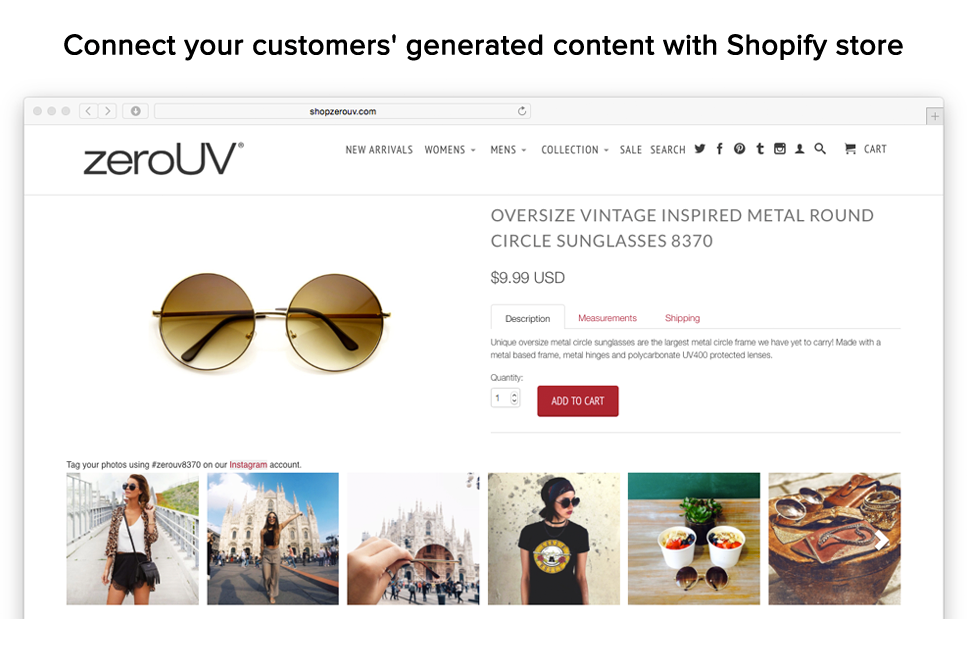 Connect your customers' generated content with Shopify store
shopzerouv.com
zeroUV®
NEW ARRIVALS WOMENS MENS COLLECTION SALE SEARCH CART
OVERSIZE VINTAGE INSPIRED METAL ROUND
CIRCLE SUNGLASSES 8370
$9.99 USD
Description Measurements Shipping
Unique oversize metal circle sunglasses are the largest metal circle frame we have yet to carry! Made with a
metal based frame, metal hinges and polycarbonate UV400 protected lenses.
Quantity:
1 ADD TO CART
Tag your photos using #zerouv8370 on our Instagram account.